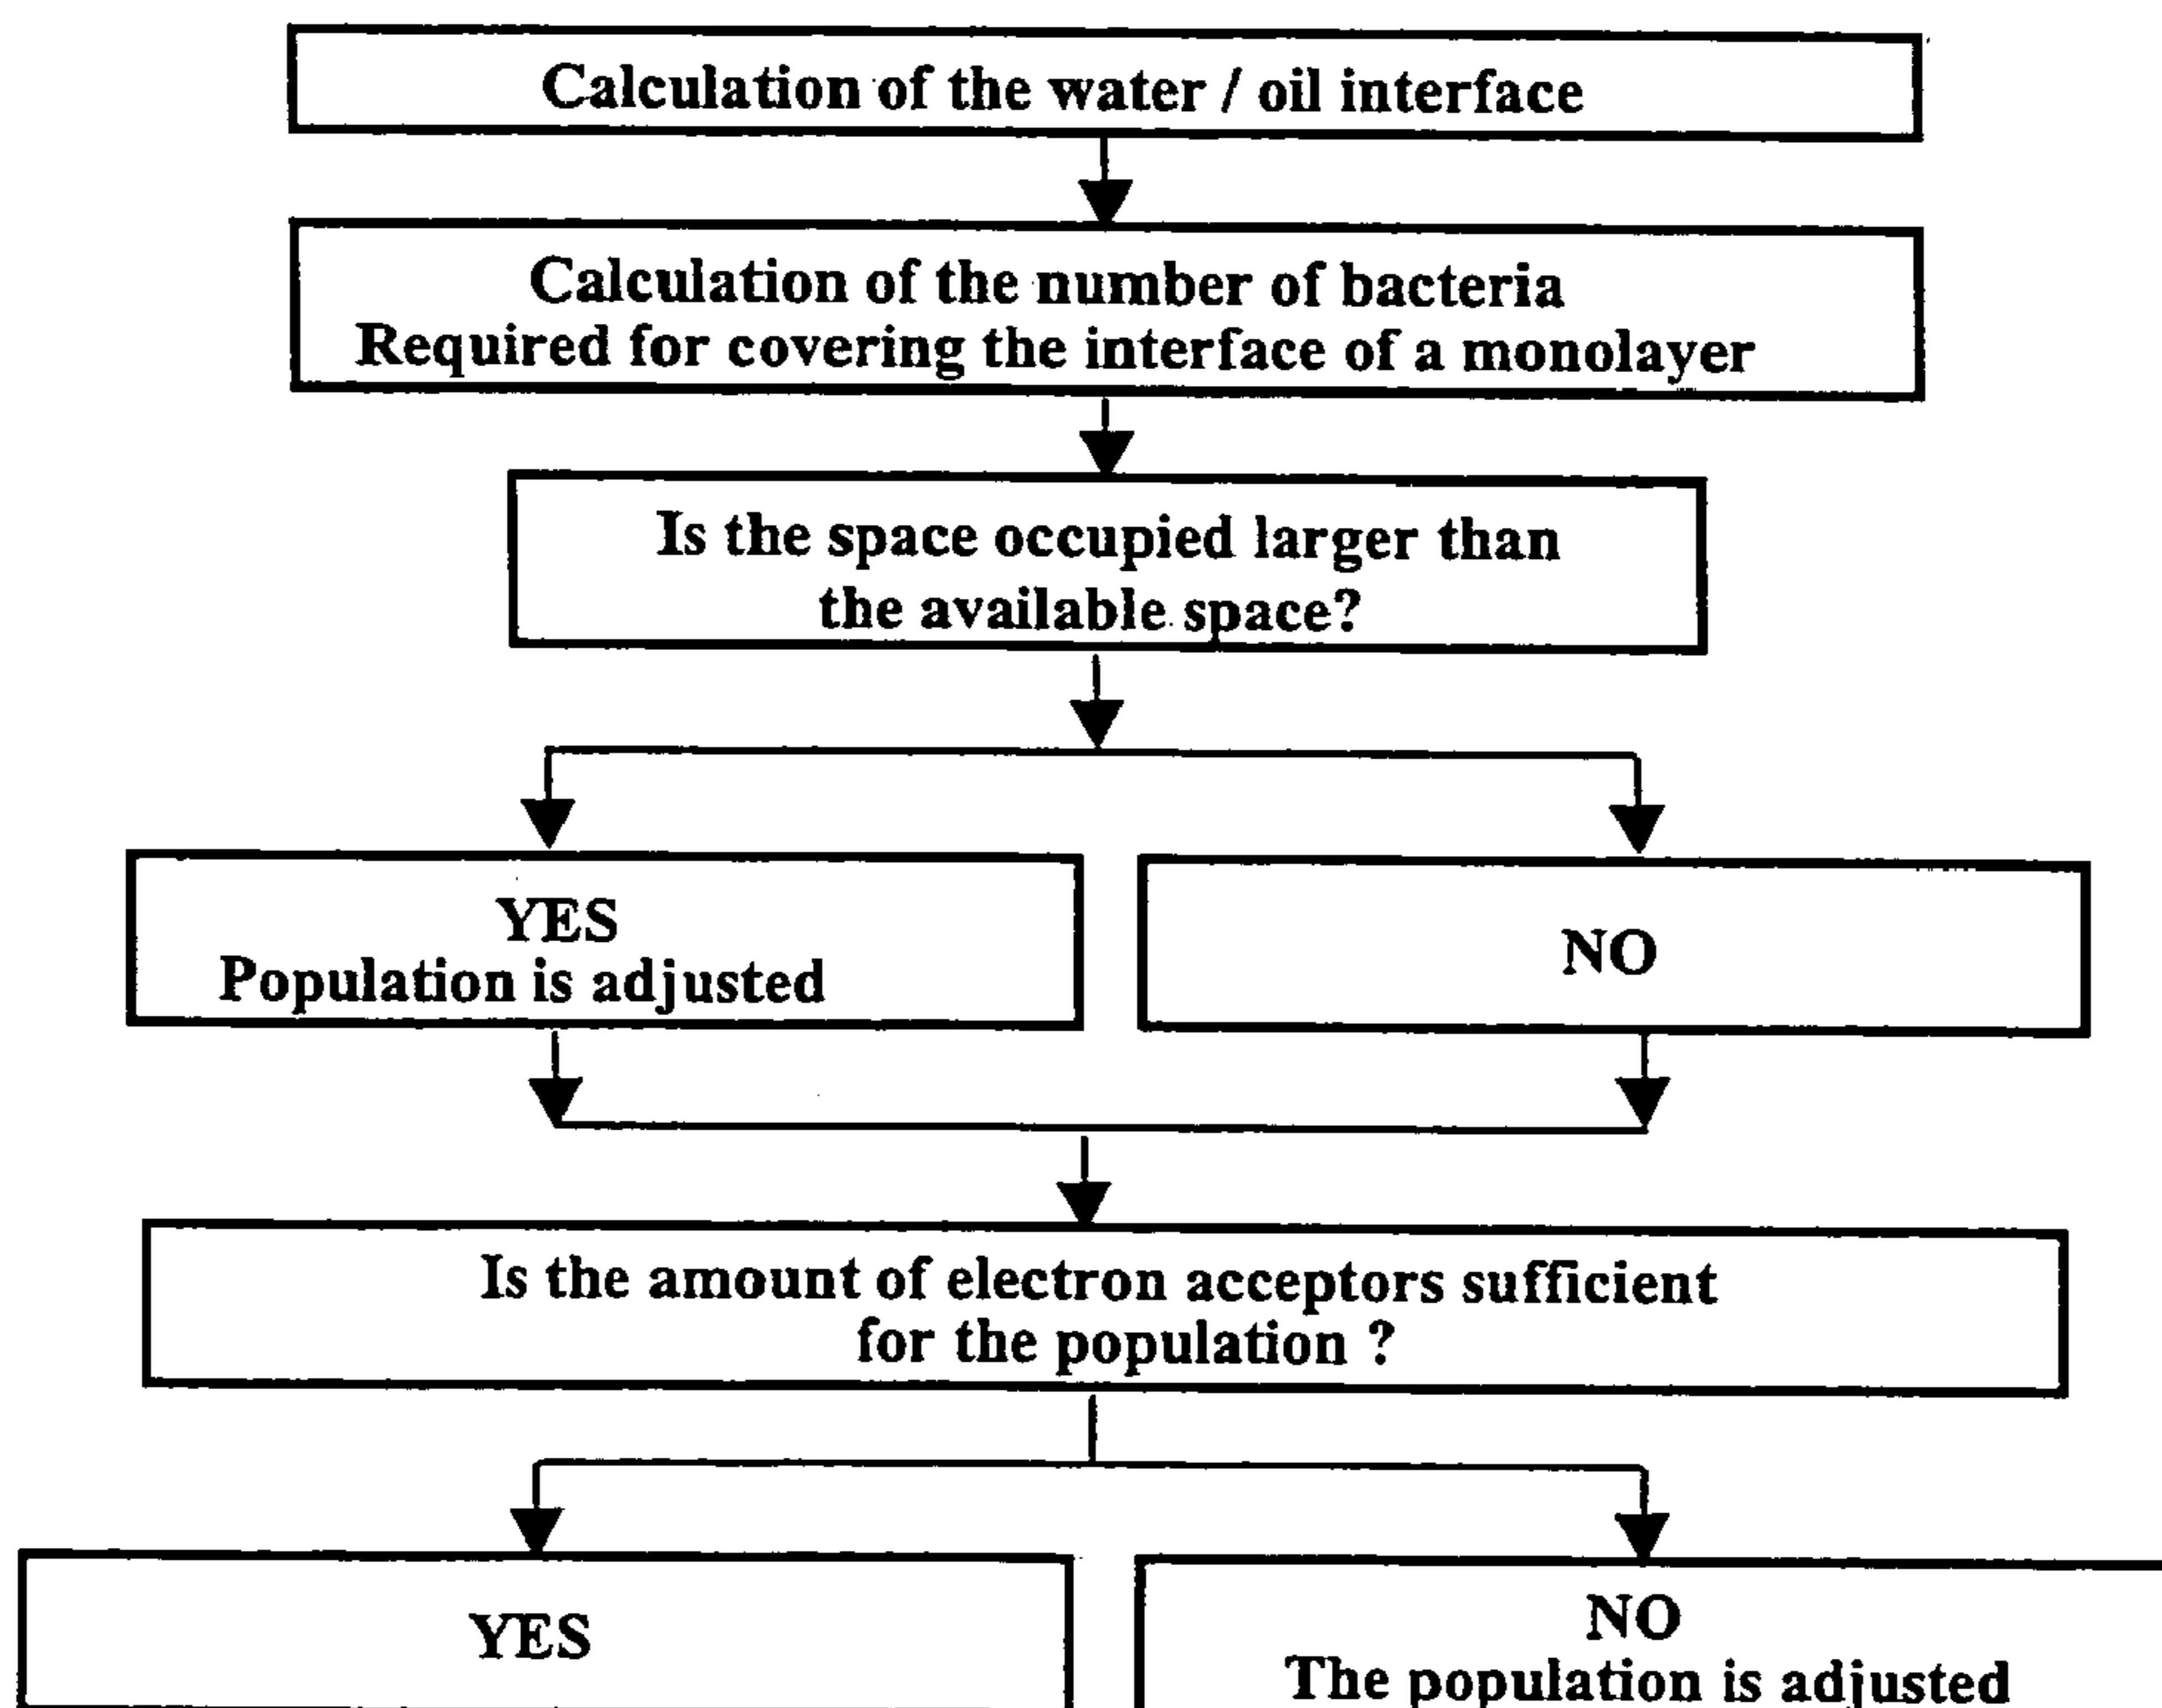 Calculation of the water / oil interface
Calculation of the number of bacteria
Required for covering the interface of a monolayer
Is the space occupied larger than
the available space?
YES
Population is adjusted
NO
Is the amount of electron acceptors sufficient
for the population ?
YES
NO
The population is adjusted